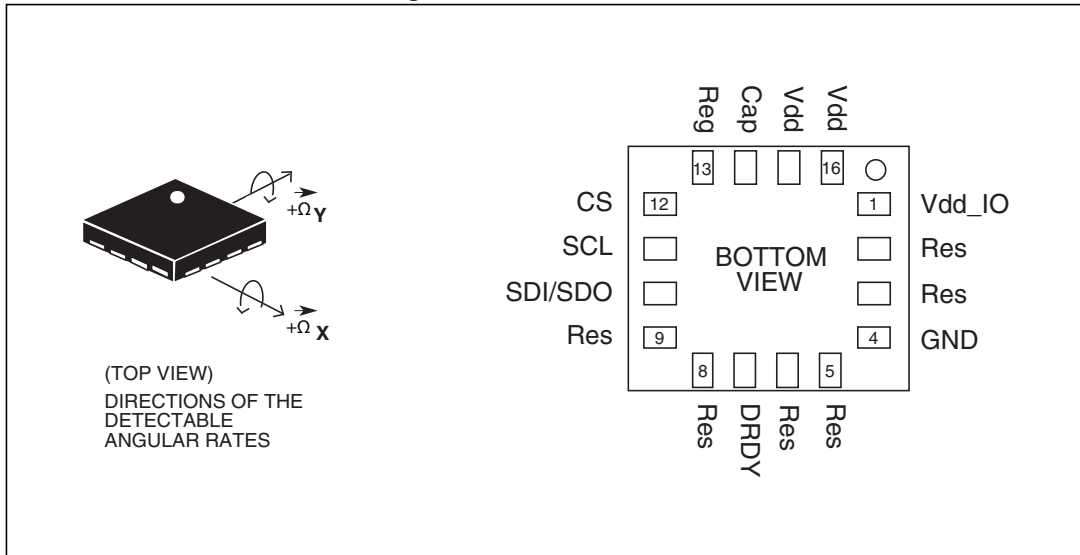 +Ω Y
+Ω X
(TOP VIEW)
DIRECTIONS OF THE
DETECTABLE
ANGULAR RATES
Reg
Cap
Vdd
Vdd
13
16
CS
12
1
Vdd_IO
SCL
Res
BOTTOM
VIEW
SDI/SDO
Res
Res
9
4
GND
8
5
Res
DRDY
Res
Res